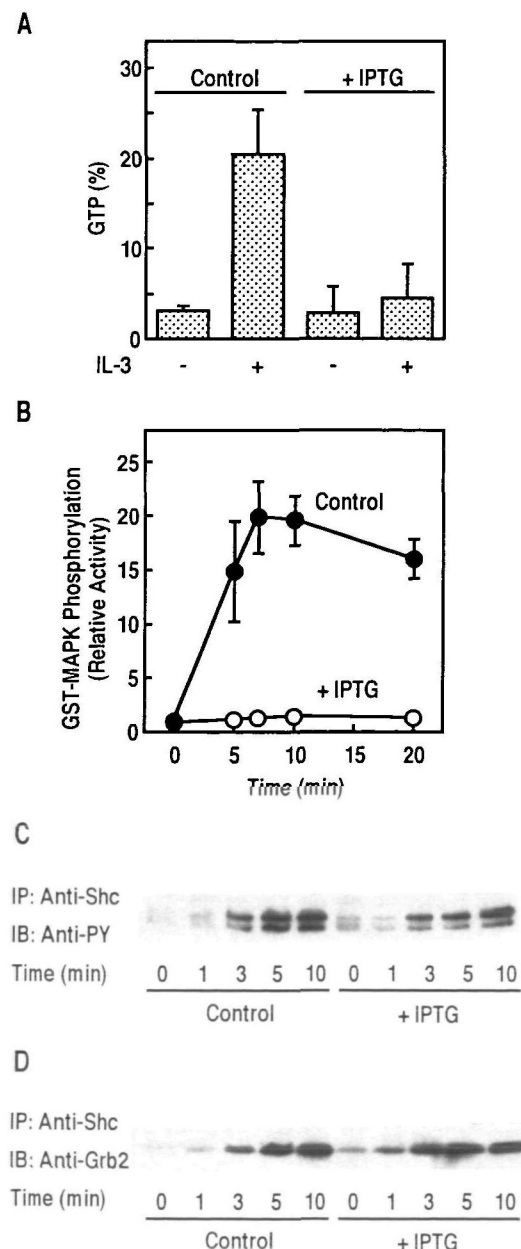 A
Control
+ IPTG
30
20
10
0
GTP (%)
IL-3
- + - +
B
25
20
15
10
5
0
GST-MAPK Phosphorylation
(Relative Activity)
Control
+ IPTG
0 5 10 15 20
Time (min)
C
IP: Anti-Shc
IB: Anti-PY
Time (min) 0 1 3 5 10 0 1 3 5 10
Control + IPTG
D
IP: Anti-Shc
IB: Anti-Grb2
Time (min) 0 1 3 5 10 0 1 3 5 10
Control + IPTG